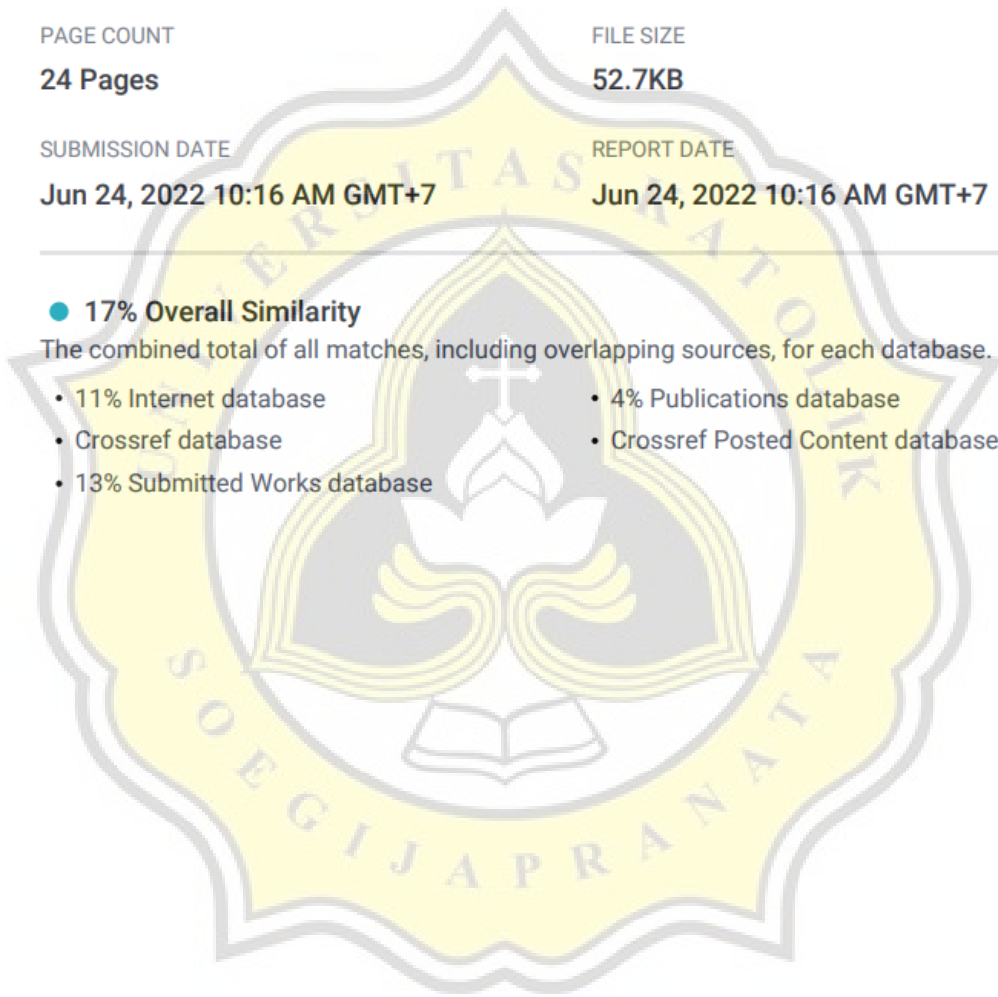 PAGE COUNT
24 Pages
FILE SIZE
52.7KB
SUBMISSION DATE
Jun 24, 2022 10:16 AM GMT+7
REPORT DATE
Jun 24, 2022 10:16 AM GMT+7
17% Overall Similarity
The combined total of all matches, including overlapping sources, for each database.
• 11% Internet database
• 4% Publications database
• Crossref database
• Crossref Posted Content database
• 13% Submitted Works database
UNIVERSITAS KATOLIK
SOEGIJAPRANATA